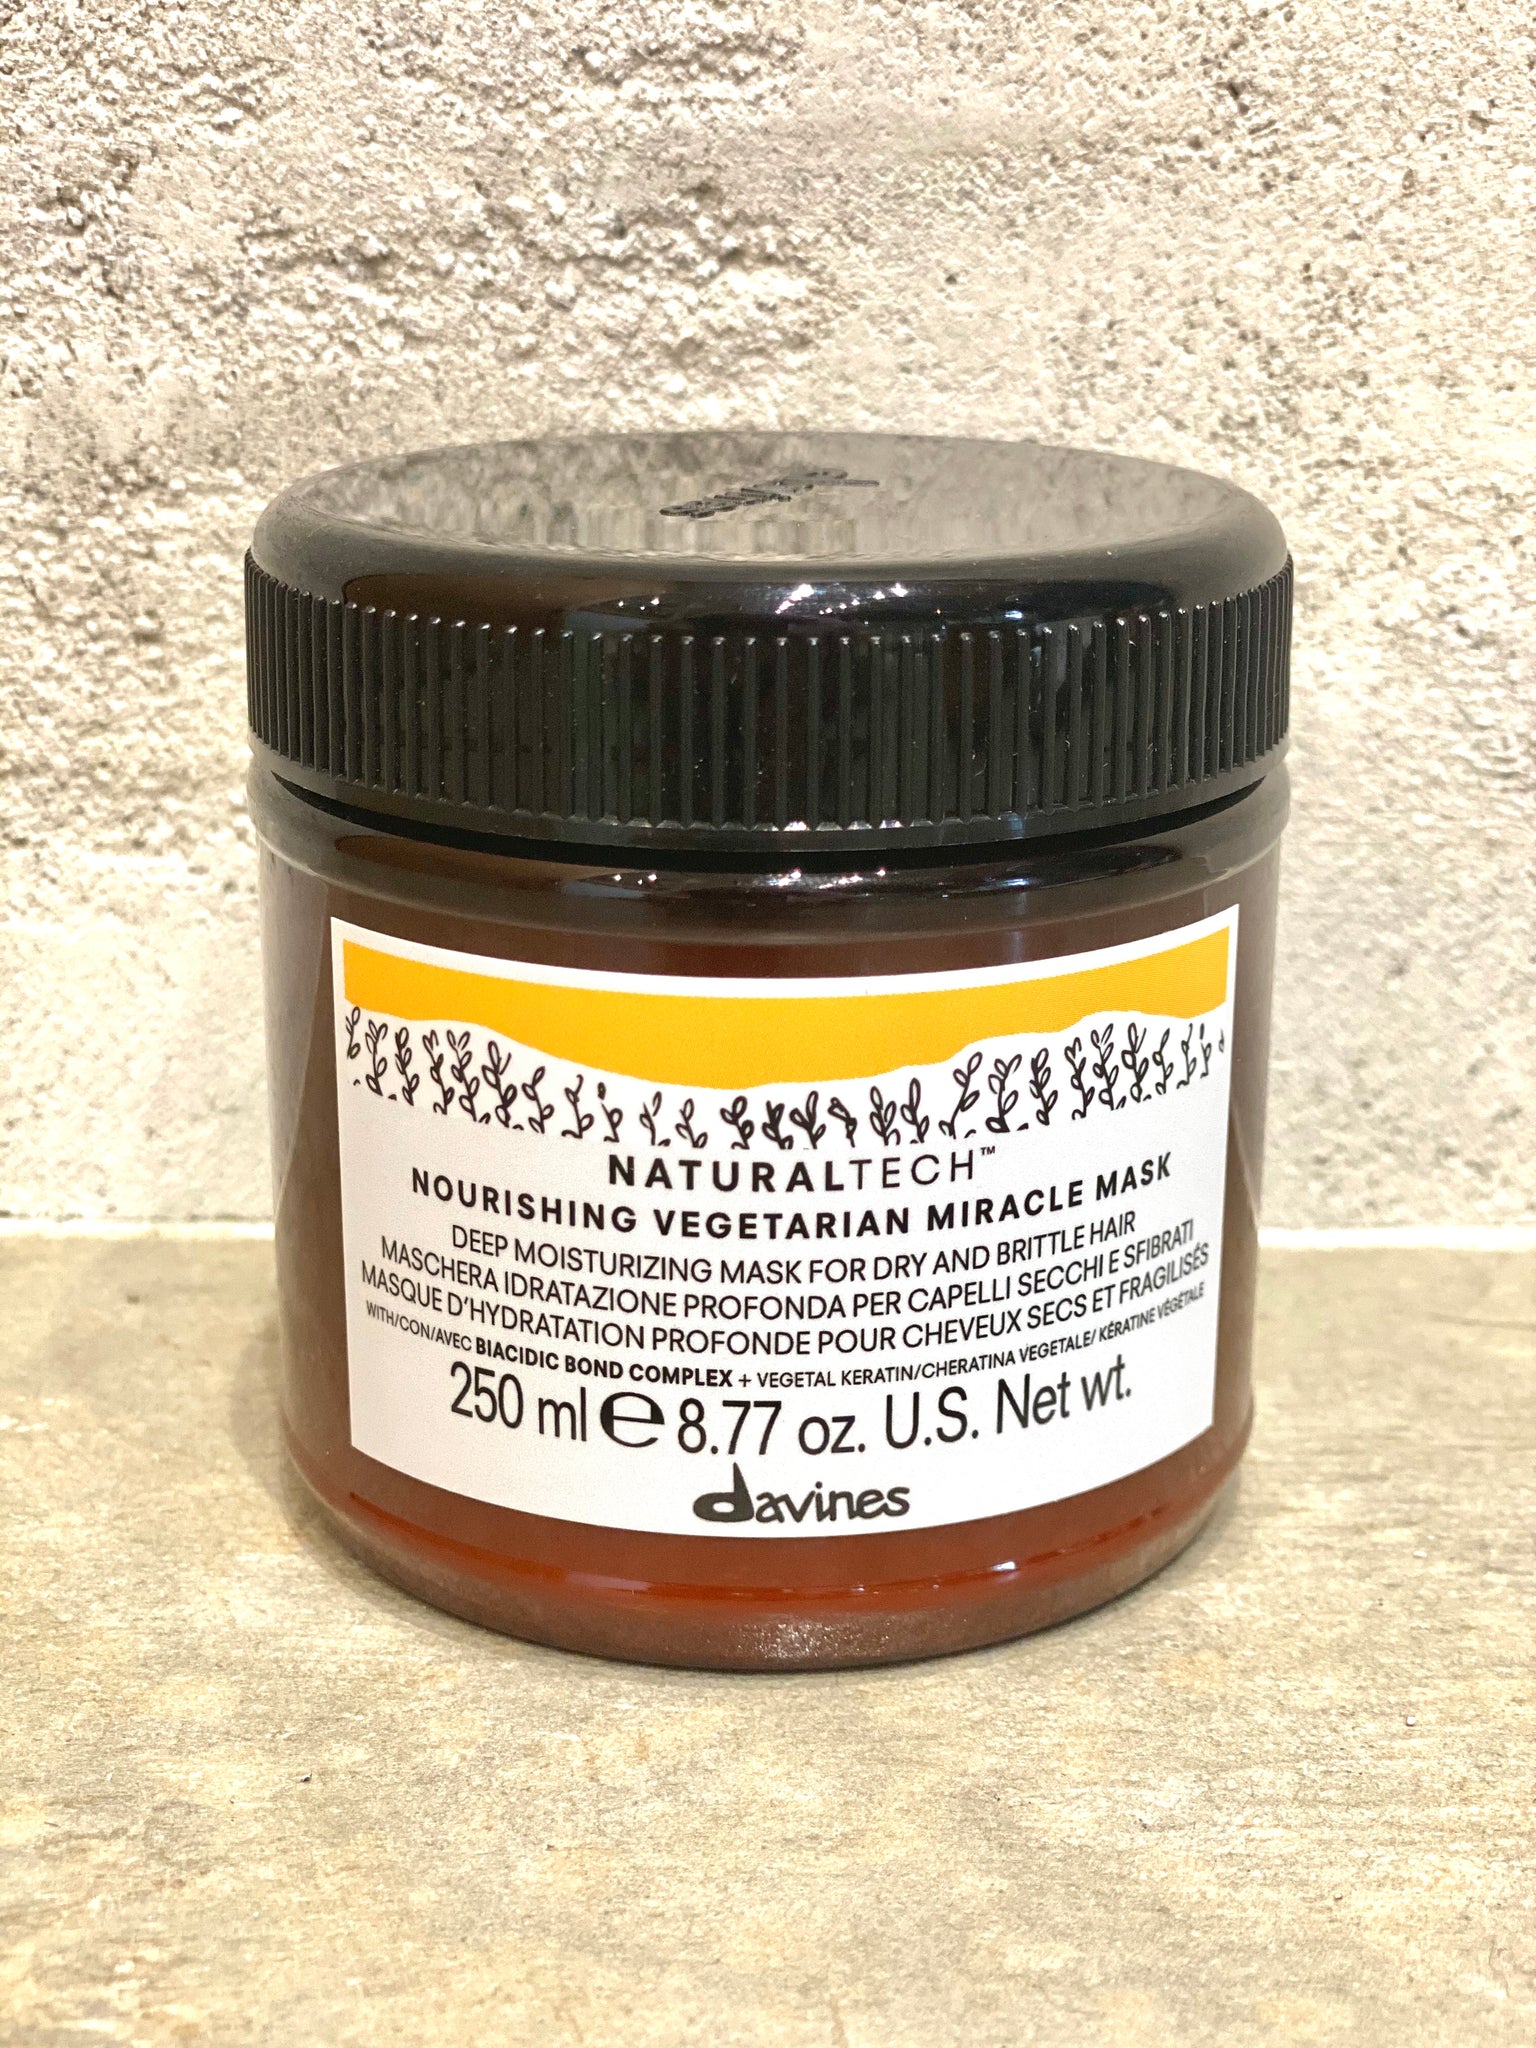 davines
NATURALTECH™
NOURISHING VEGETARIAN MIRACLE MASK
DEEP MOISTURIZING MASK FOR DRY AND BRITTLE HAIR
MASCHERA IDRATAZIONE PROFONDA PER CAPELLI SECCHI E SFIBRATI
MASQUE D'HYDRATATION PROFONDE POUR CHEVEUX SECS ET FRAGILISÉS
WITH/CON/AVEC BIACIDIC BOND COMPLEX + VEGETAL KERATIN/CHERATINA VEGETALE/ KÉRATINE VÉGÉTALE
250 ml ℮ 8.77 oz. U.S. Net wt.
davines